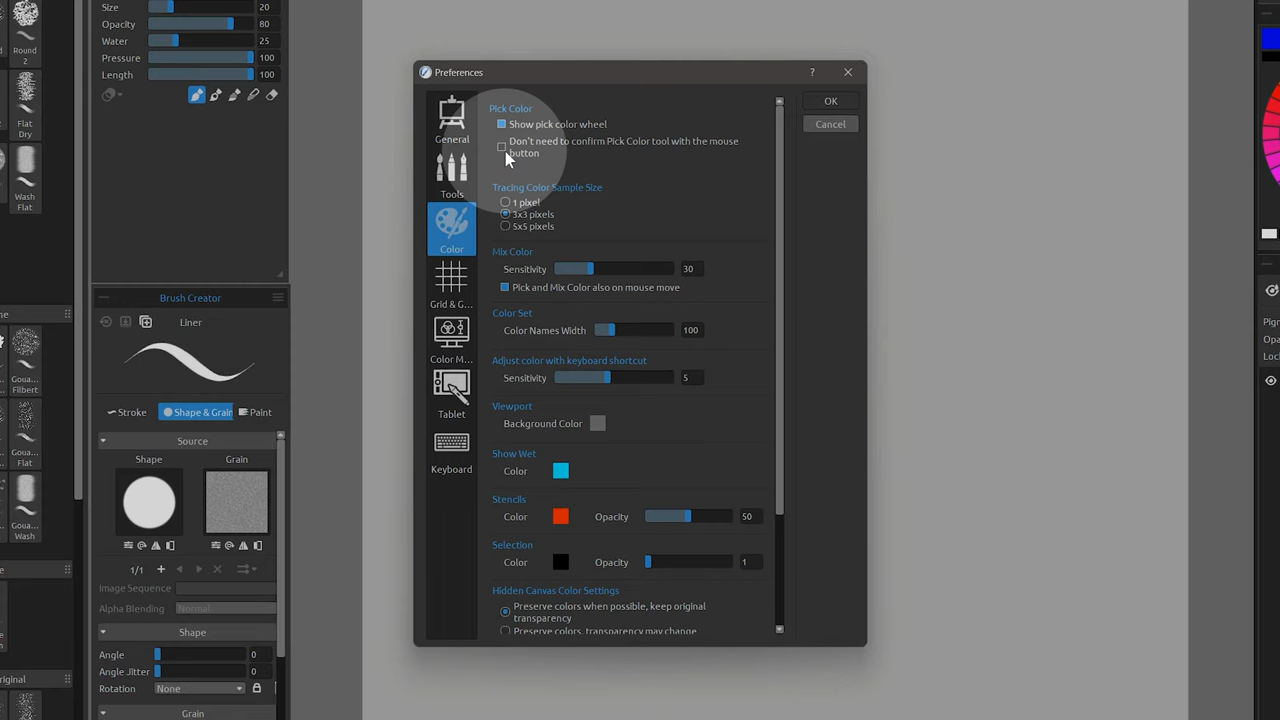 Size 20
Opacity 80
Water 25
Pressure 100
Length 100
Round
2
Flat
Dry
Wash
Flat
Brush Creator
Liner
Stroke Shape & Grain Paint
Source
Shape Grain
1/1
Image Sequence
Alpha Blending Normal
Shape
Angle 0
Angle Jitter 0
Rotation None
Grain
Goua...
Filbert
Goua...
Flat
Goua...
Wash
Preferences
?
General
Tools
Color
Grid & G...
Color M...
Tablet
Keyboard
Pick Color
Show pick color wheel
Don't need to confirm Pick Color tool with the mouse
button
Tracing Color Sample Size
1 pixel
3x3 pixels
5x5 pixels
Mix Color
Sensitivity 30
Pick and Mix Color also on mouse move
Color Set
Color Names Width 100
Adjust color with keyboard shortcut
Sensitivity 5
Viewport
Background Color
Show Wet
Color
Stencils
Color Opacity 50
Selection
Color Opacity 1
Hidden Canvas Color Settings
Preserve colors when possible, keep original
transparency
Preserve colors, transparency may change
OK
Cancel
Pigr
Opa
Loc